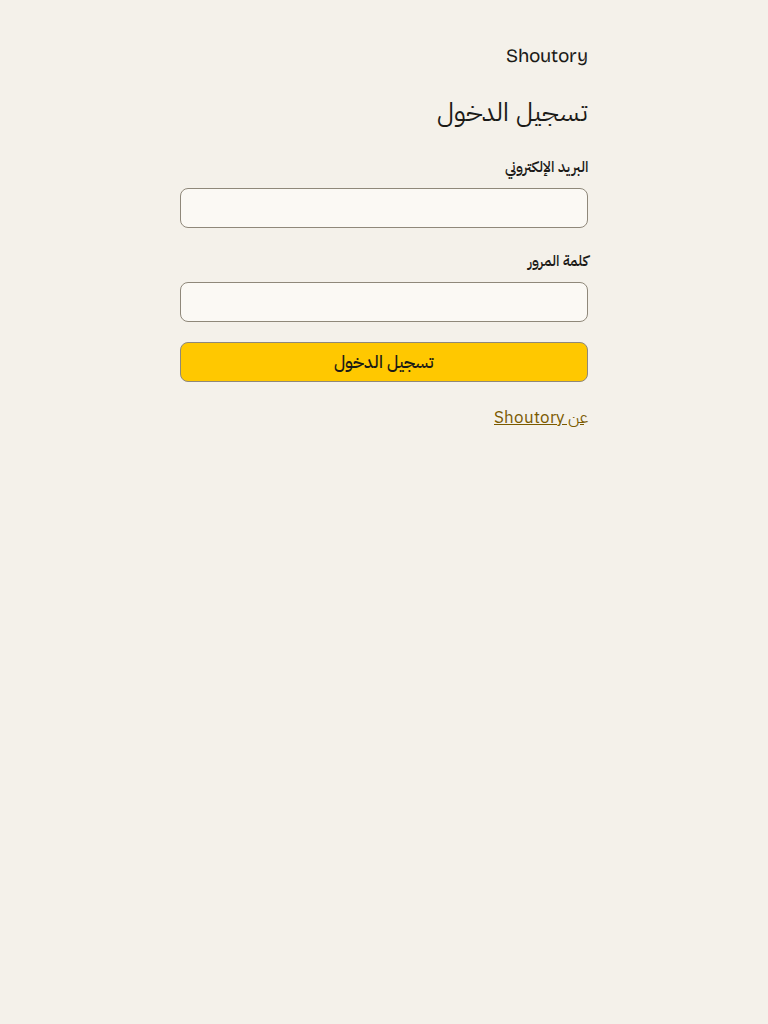 Shoutory
تسجيل الدخول
البريد الإلكتروني
كلمة المرور
تسجيل الدخول
عن Shoutory